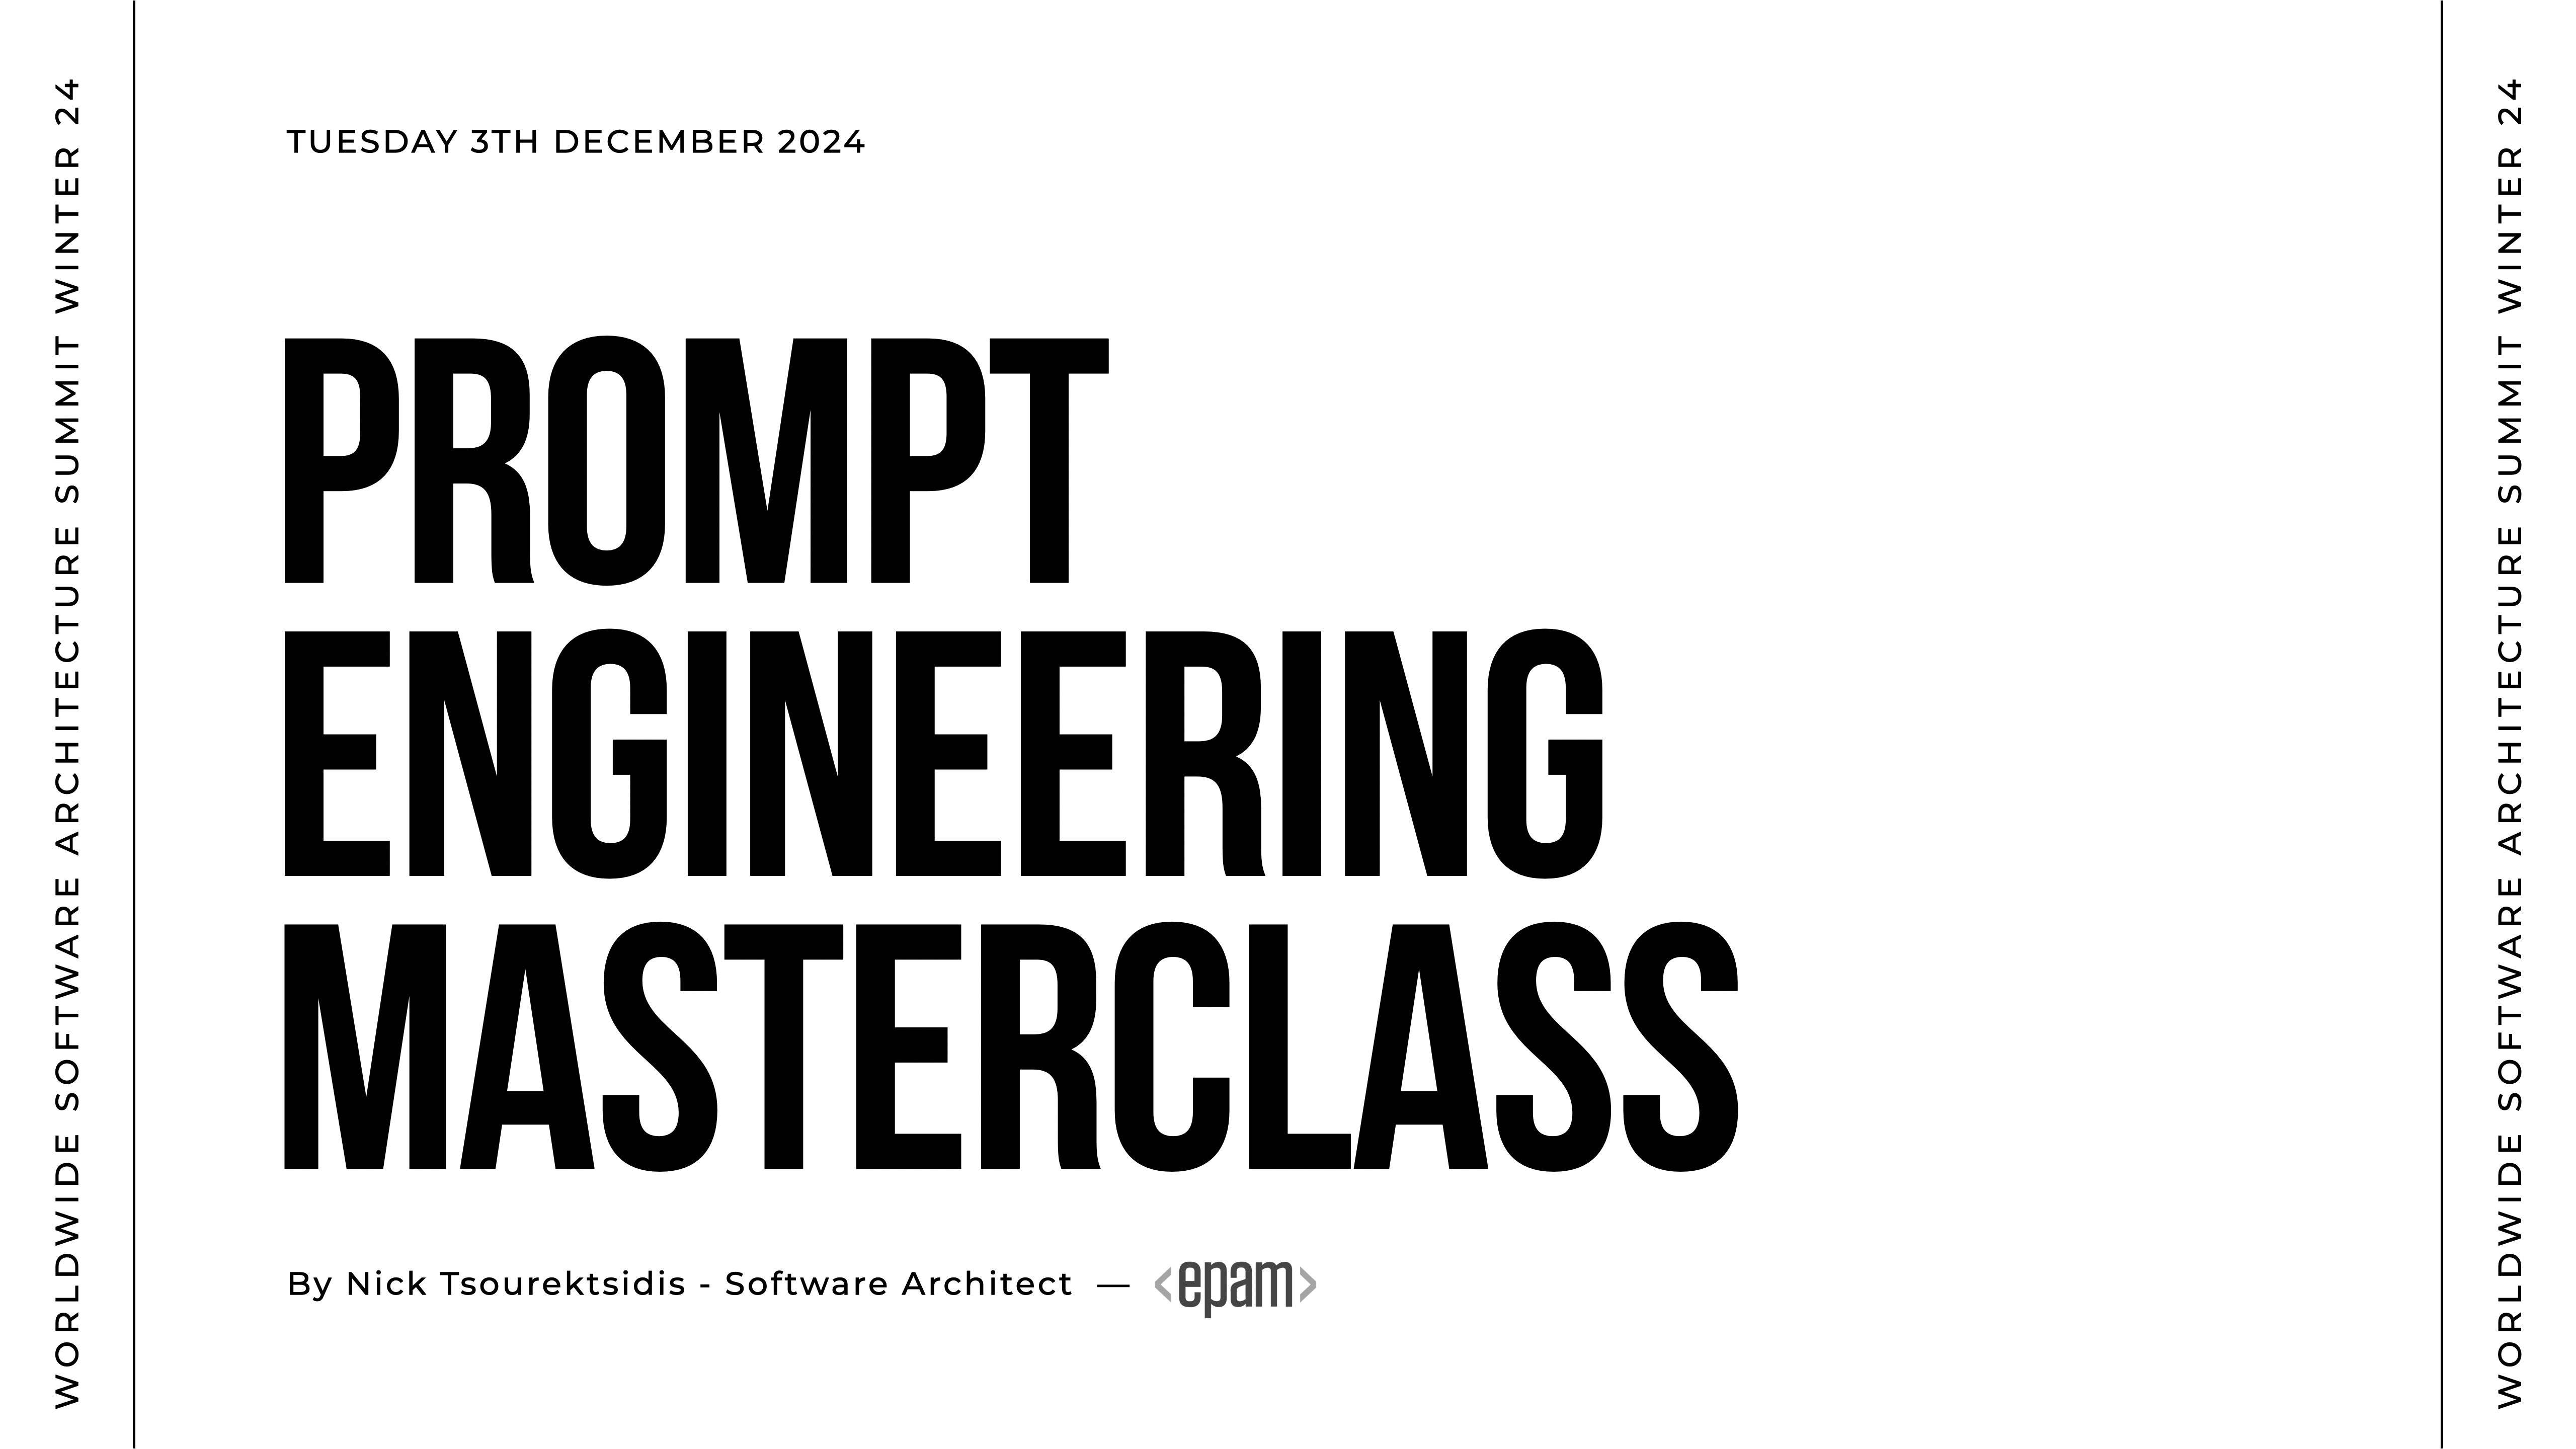 WORLDWIDE SOFTWARE ARCHITECTURE SUMMIT WINTER 24
TUESDAY 3TH DECEMBER 2024
PROMPT
ENGINEERING
MASTERCLASS
By Nick Tsourektsidis - Software Architect — <epam>
WORLDWIDE SOFTWARE ARCHITECTURE SUMMIT WINTER 24